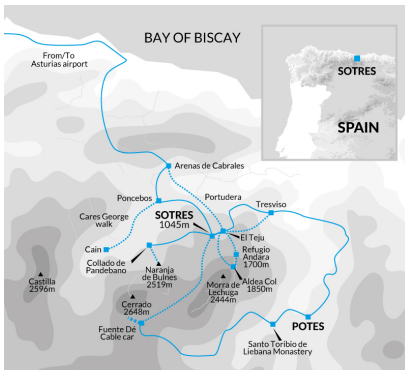 BAY OF BISCAY
From/To
Asturias airport
SOTRES
SPAIN
Arenas de Cabrales
Poncebos
Portudera
Tresviso
Cares George
walk
SOTRES
1045m
El Teju
Cain
Collado de
Pandebano
Refugio
Andara
1700m
Naranja
de Bulnes
2519m
Castilla
2596m
Morra de
Lechuga
2444m
Aldea Col
1850m
Cerrado
2648m
Fuente Dé
Cable car
POTES
Santo Toribio de
Liebana Monastery